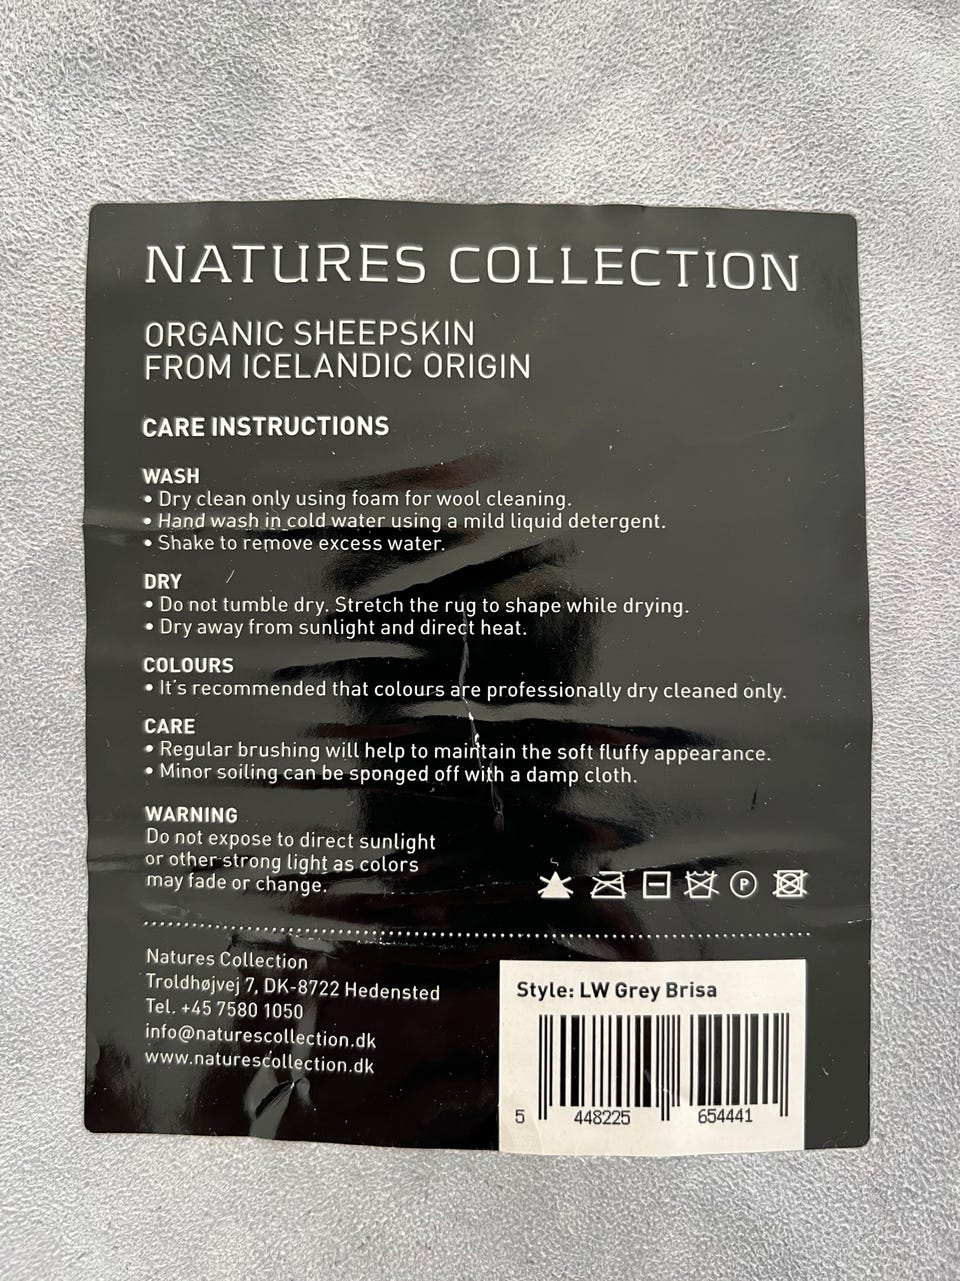 NATURES COLLECTION
ORGANIC SHEEPSKIN
FROM ICELANDIC ORIGIN
CARE INSTRUCTIONS
WASH
• Dry clean only using foam for wool cleaning.
• Hand wash in cold water using a mild liquid detergent.
• Shake to remove excess water.
DRY
• Do not tumble dry. Stretch the rug to shape while drying.
• Dry away from sunlight and direct heat.
COLOURS
• It's recommended that colours are professionally dry cleaned only.
CARE
• Regular brushing will help to maintain the soft fluffy appearance.
• Minor soiling can be sponged off with a damp cloth.
WARNING
Do not expose to direct sunlight
or other strong light as colors
may fade or change.
P
Natures Collection
Troldhøjvej 7, DK-8722 Hedensted
Tel. +45 7580 1050
info@naturescollection.dk
www.naturescollection.dk
Style: LW Grey Brisa
5 448225 654441